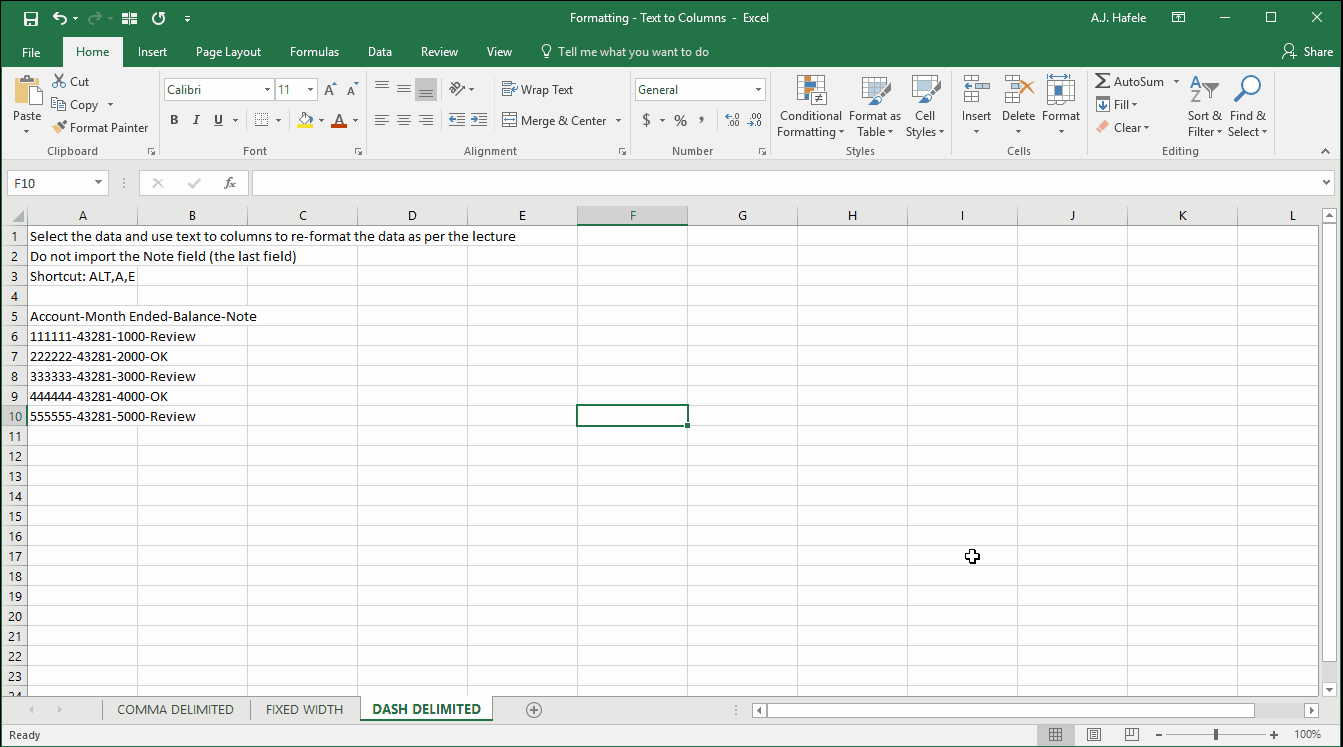 Formatting - Text to Columns - Excel
A.J. Hafele
File Home Insert Page Layout Formulas Data Review View Tell me what you want to do Share
Paste
Cut
Copy
Format Painter
Clipboard
Calibri 11
B I U
Font
Wrap Text
Merge & Center
Alignment
General
$ % ,
Number
Conditional Formatting
Format as Table
Cell Styles
Styles
Insert Delete Format
Cells
AutoSum
Fill
Clear
Sort & Filter
Find & Select
Editing
F10 fx
A B C D E F G H I J K L
1 Select the data and use text to columns to re-format the data as per the lecture
2 Do not import the Note field (the last field)
3 Shortcut: ALT,A,E
4
5 Account-Month Ended-Balance-Note
6 111111-43281-1000-Review
7 222222-43281-2000-OK
8 333333-43281-3000-Review
9 444444-43281-4000-OK
10 555555-43281-5000-Review
11
12
13
14
15
16
17
18
19
20
21
22
23
24
COMMA DELIMITED FIXED WIDTH DASH DELIMITED
Ready
100%